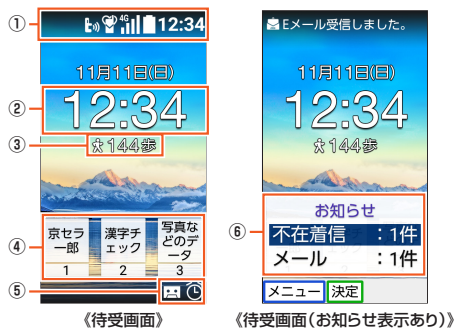 ① 4G 12:34
11月11日(日)
② 12:34
③ 144歩
④ 京セラ一郎 漢字チェック 写真などのデータ
1 2 3
⑤
《待受画面》
Eメール受信しました。
11月11日(日)
12:34
144歩
⑥ お知らせ
不在着信 :1件
メール :1件
メニュー 決定
《待受画面(お知らせ表示あり)》